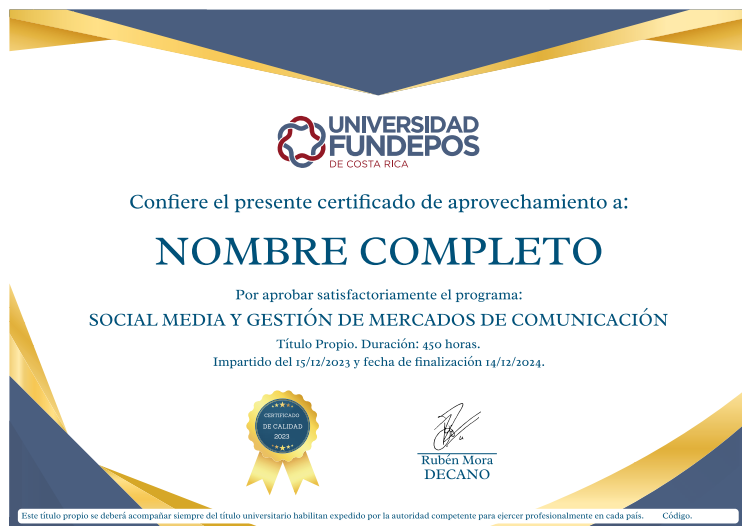 UNIVERSIDAD
FUNDEPOS
DE COSTA RICA
Confiere el presente certificado de aprovechamiento a:
NOMBRE COMPLETO
Por aprobar satisfactoriamente el programa:
SOCIAL MEDIA Y GESTIÓN DE MERCADOS DE COMUNICACIÓN
Título Propio. Duración: 450 horas.
Impartido del 15/12/2023 y fecha de finalización 14/12/2024.
CERTIFICADO
DE CALIDAD
2023
Rubén Mora
DECANO
Este título propio se deberá acompañar siempre del título universitario habilitan expedido por la autoridad competente para ejercer profesionalmente en cada país. Código.